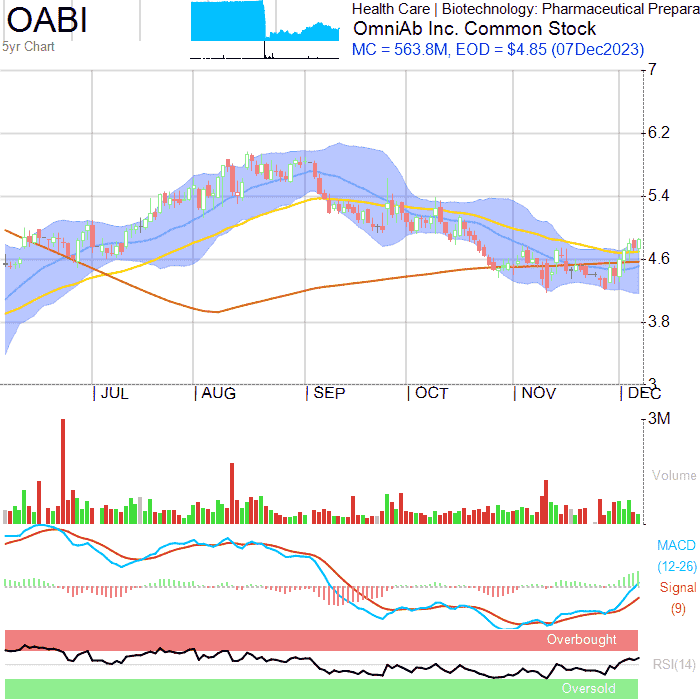 OABI
5yr Chart
Health Care | Biotechnology: Pharmaceutical Prepara
OmniAb Inc. Common Stock
MC = 563.8M, EOD = $4.85 (07Dec2023)
7
6.2
5.4
4.6
3.8
3
JUL AUG SEP OCT NOV DEC
3M
Volume
MACD
(12-26)
Signal
(9)
Overbought
RSI(14)
Oversold